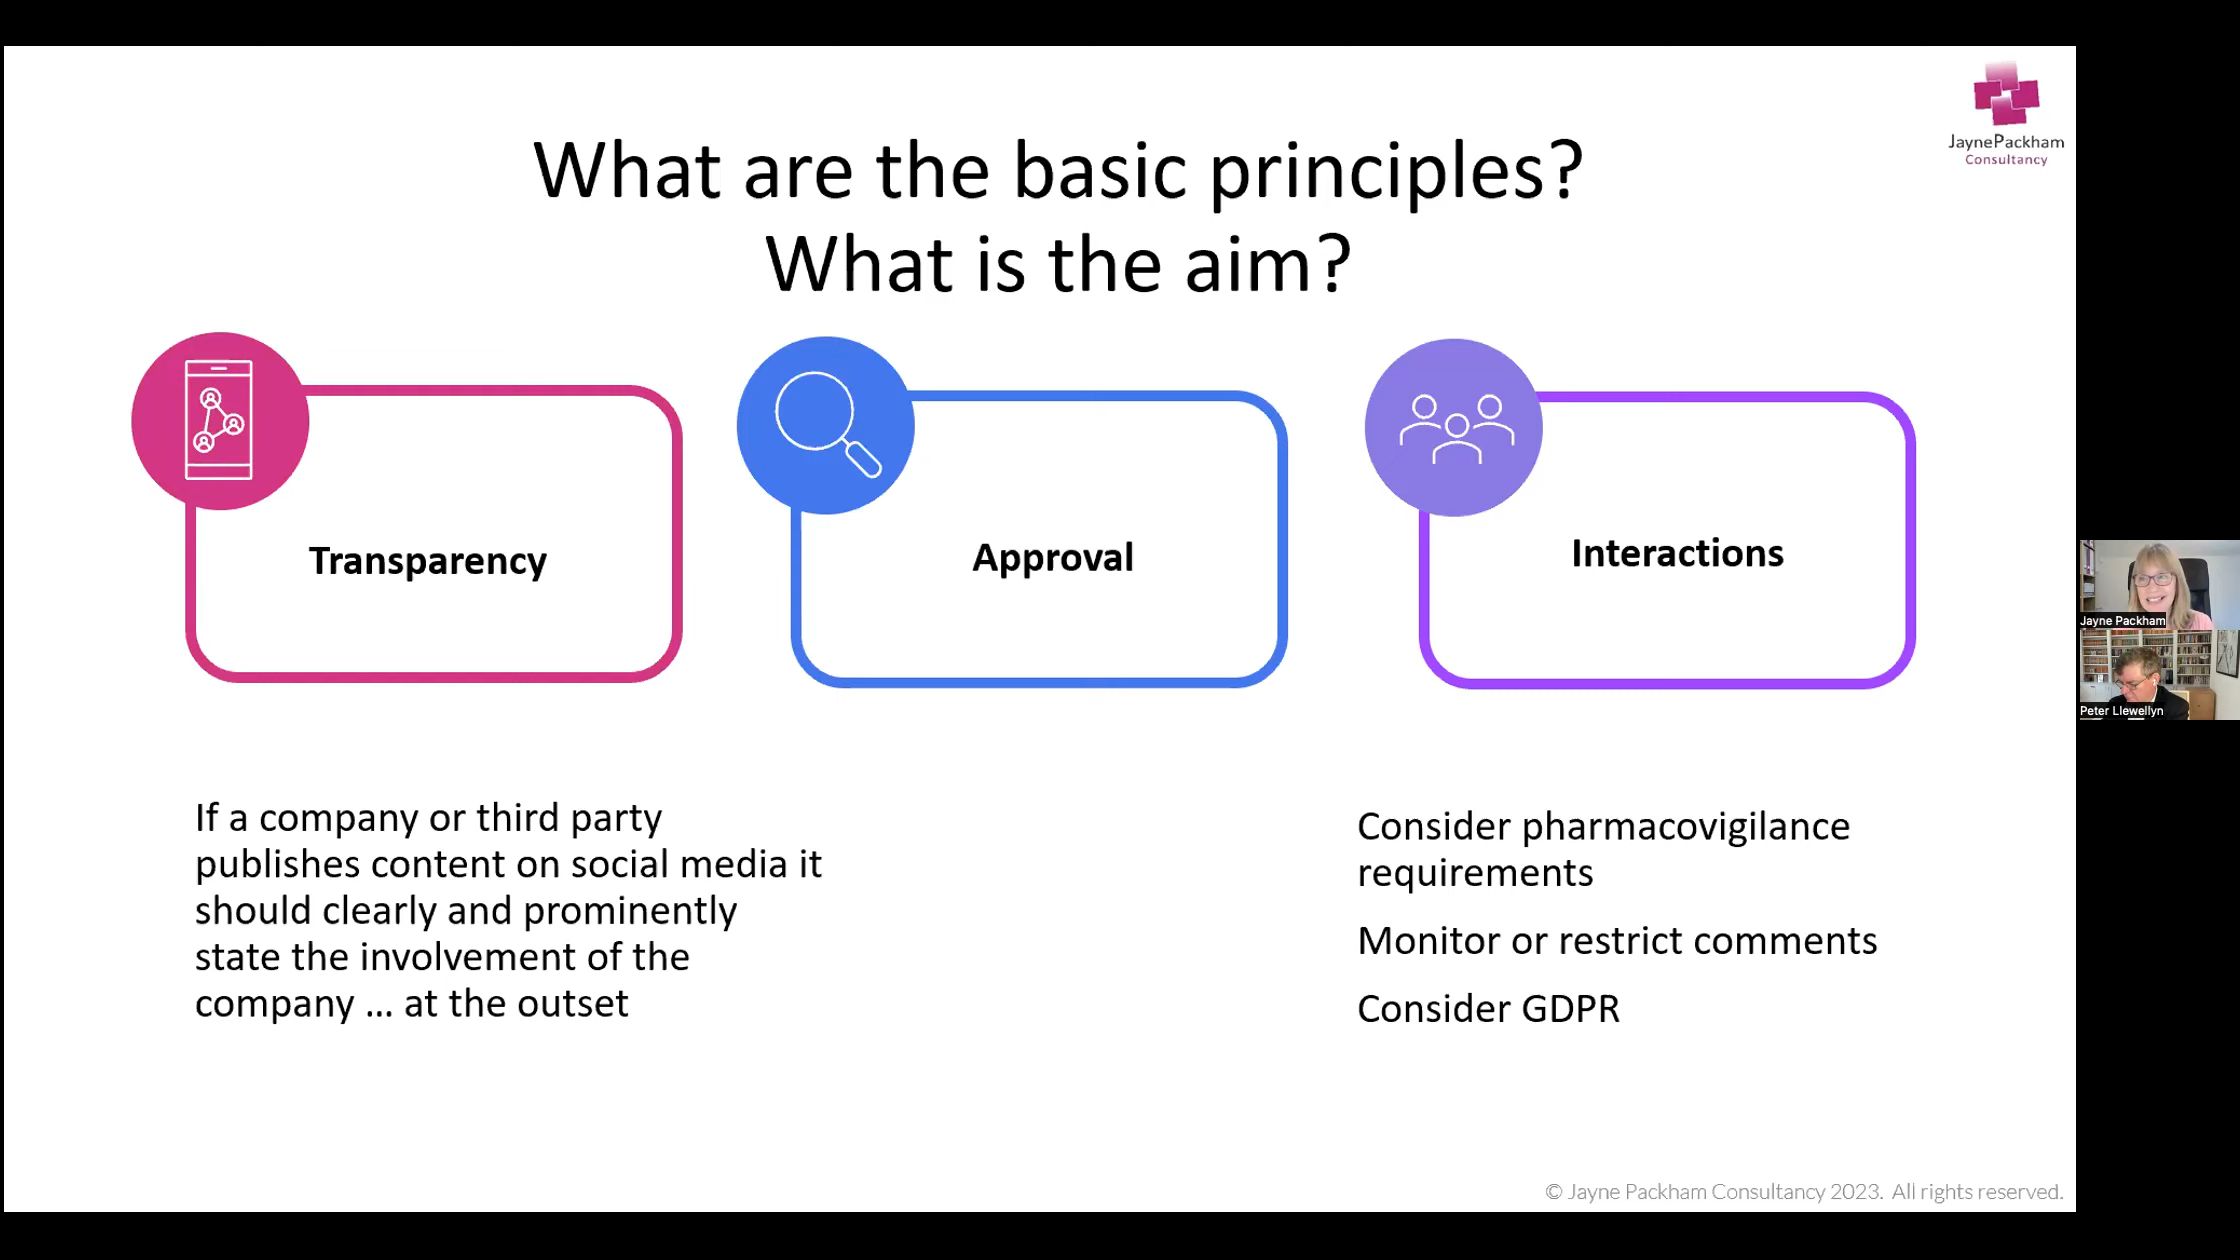 JaynePackham
Consultancy
What are the basic principles?
What is the aim?
Transparency
Approval
Interactions
If a company or third party
publishes content on social media it
should clearly and prominently
state the involvement of the
company ... at the outset
Consider pharmacovigilance
requirements
Monitor or restrict comments
Consider GDPR
Jayne Packham
Peter Llewellyn
© Jayne Packham Consultancy 2023. All rights reserved.